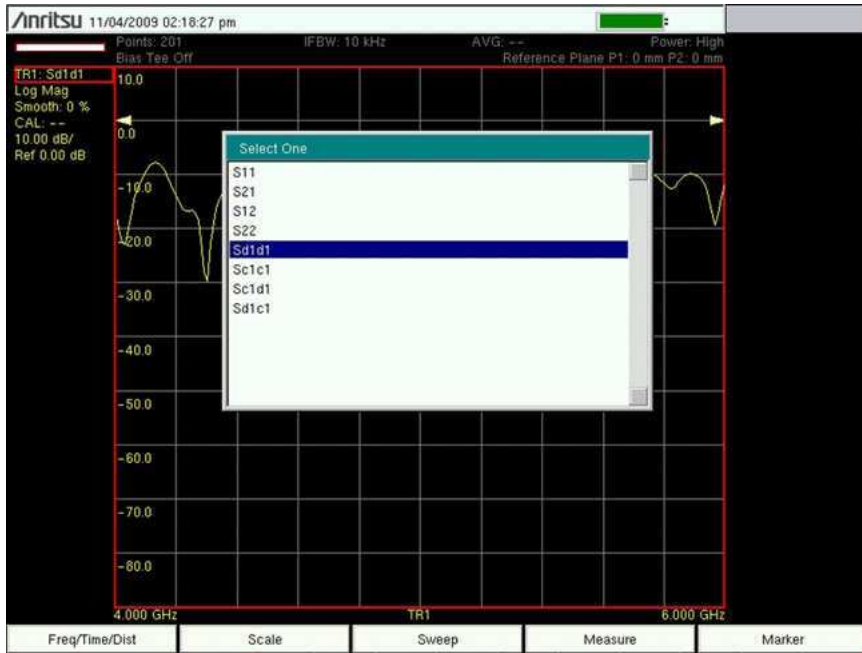 Anritsu 11/04/2009 02:18:27 pm
Points: 201 IFBW: 10 kHz AVG: -- Power: High
Bias Tee Off Reference Plane P1: 0 mm P2: 0 mm
TR1: Sd1d1
Log Mag
Smooth: 0 %
CAL: --
10.00 dB/
Ref 0.00 dB
10.0
0.0
-10.0
-20.0
-30.0
-40.0
-50.0
-60.0
-70.0
-80.0
Select One
S11
S21
S12
S22
Sd1d1
Sc1c1
Sc1d1
Sd1c1
4.000 GHz TR1 6.000 GHz
Freq/Time/Dist Scale Sweep Measure Marker